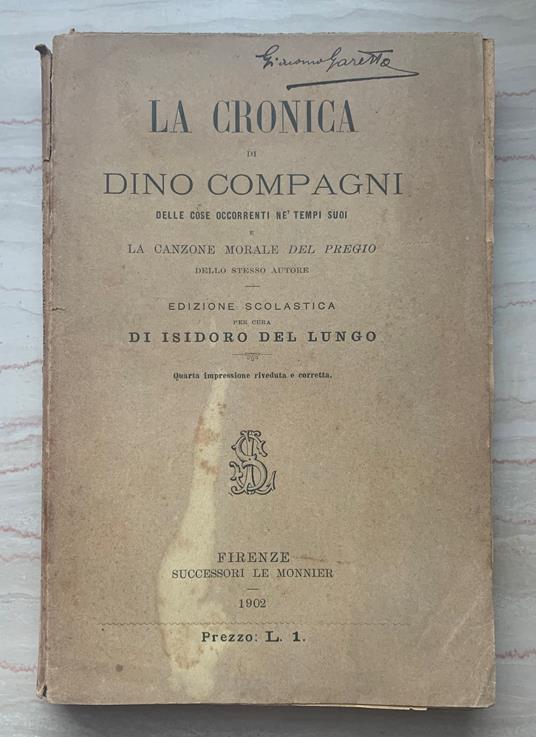 Giacomo Garetto
LA CRONICA
DI
DINO COMPAGNI
DELLE COSE OCCORRENTI NE' TEMPI SUOI
E
LA CANZONE MORALE DEL PREGIO
DELLO STESSO AUTORE
EDIZIONE SCOLASTICA
PER CURA
DI ISIDORO DEL LUNGO
Quarta impressione riveduta e corretta.
FIRENZE
SUCCESSORI LE MONNIER
1902
Prezzo: L. 1.